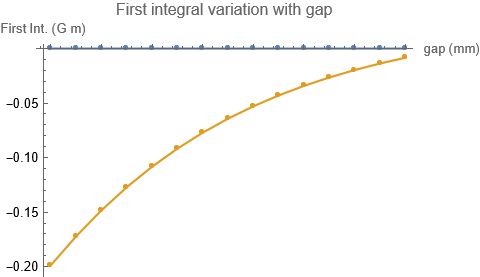 First integral variation with gap
First Int. (G m)
gap (mm)
-0.05
-0.10
-0.15
-0.20